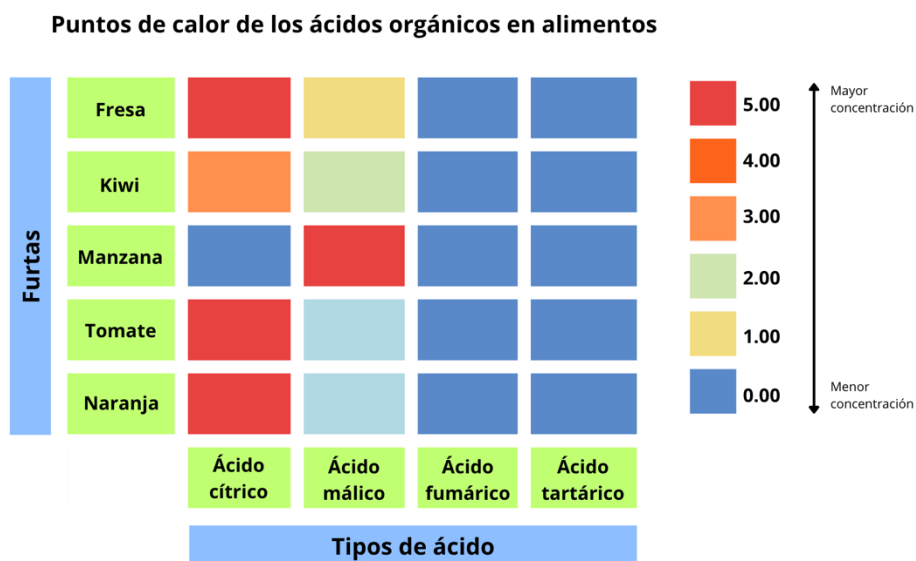 Puntos de calor de los ácidos orgánicos en alimentos
Furtas
Fresa
Kiwi
Manzana
Tomate
Naranja
5.00
4.00
3.00
2.00
1.00
0.00
Mayor
concentración
Menor
concentración
Ácido
cítrico
Ácido
málico
Ácido
fumárico
Ácido
tartárico
Tipos de ácido